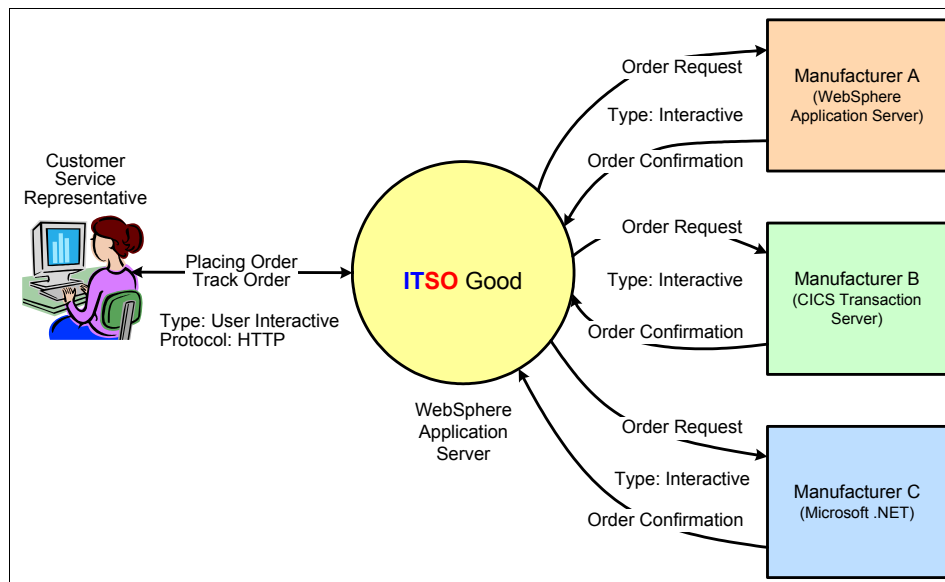 Customer
Service
Representative
Placing Order
Track Order
Type: User Interactive
Protocol: HTTP
ITSO Good
WebSphere
Application
Server
Order Request
Type: Interactive
Order Confirmation
Manufacturer A
(WebSphere
Application Server)
Order Request
Type: Interactive
Order Confirmation
Manufacturer B
(CICS Transaction
Server)
Order Request
Type: Interactive
Order Confirmation
Manufacturer C
(Microsoft .NET)